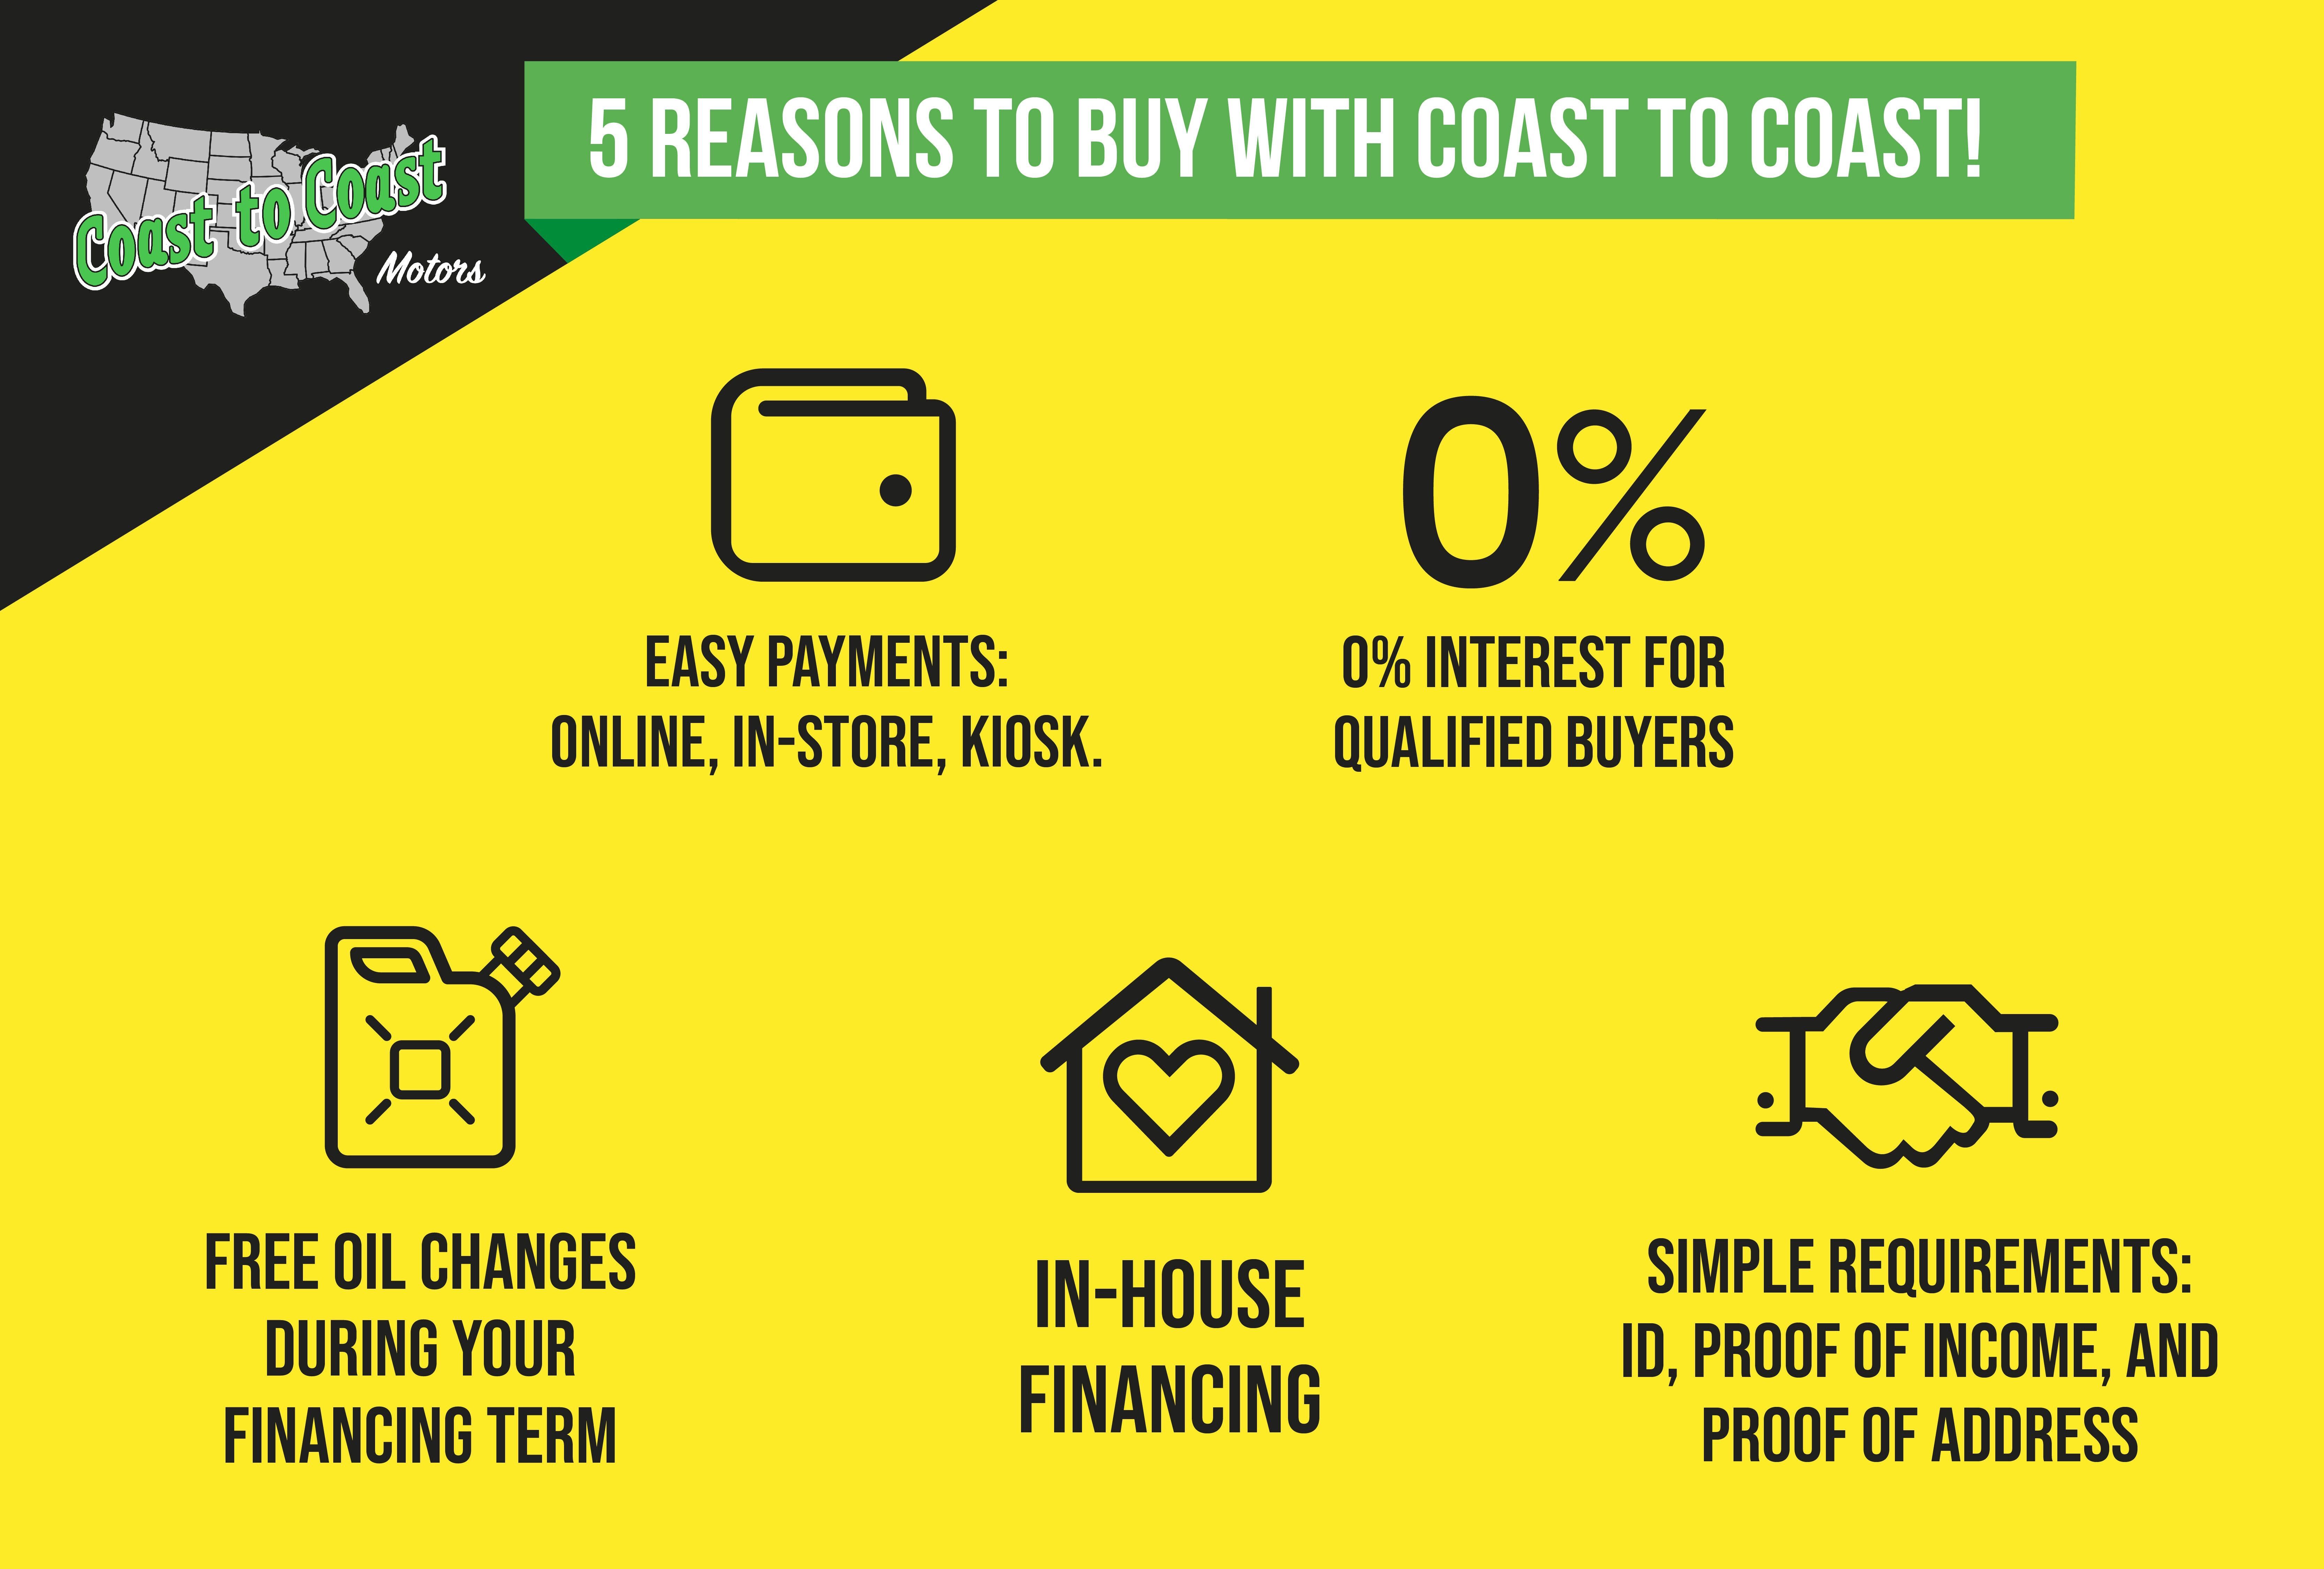 Coast to Coast
Motors
5 REASONS TO BUY WITH COAST TO COAST!
0%
EASY PAYMENTS:
ONLINE, IN-STORE, KIOSK.
0% INTEREST FOR
QUALIFIED BUYERS
FREE OIL CHANGES
DURING YOUR
FINANCING TERM
IN-HOUSE
FINANCING
SIMPLE REQUIREMENTS:
ID, PROOF OF INCOME, AND
PROOF OF ADDRESS